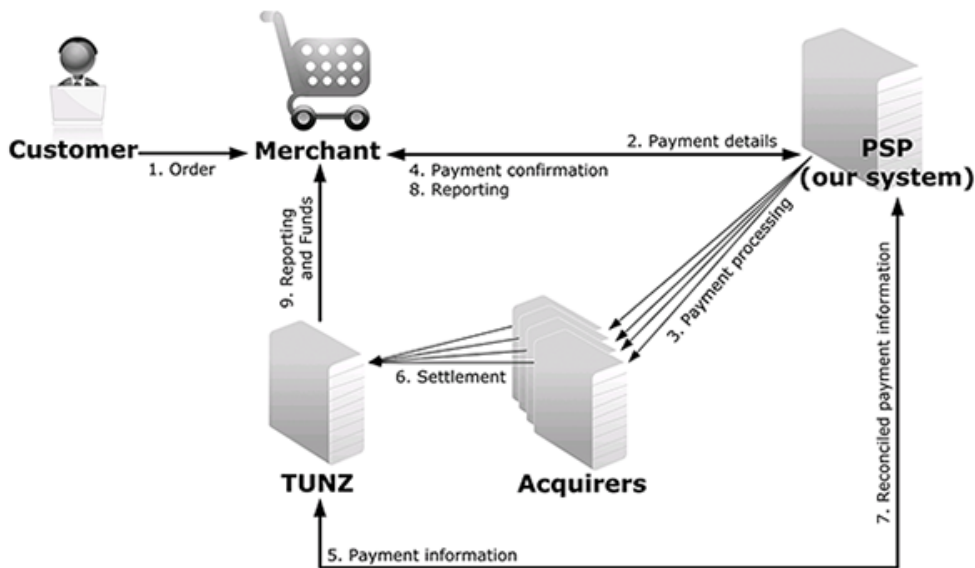 Customer
1. Order
Merchant
2. Payment details
4. Payment confirmation
8. Reporting
PSP
(our system)
3. Payment processing
9. Reporting
and Funds
6. Settlement
7. Reconciled payment information
TUNZ
Acquirers
5. Payment information